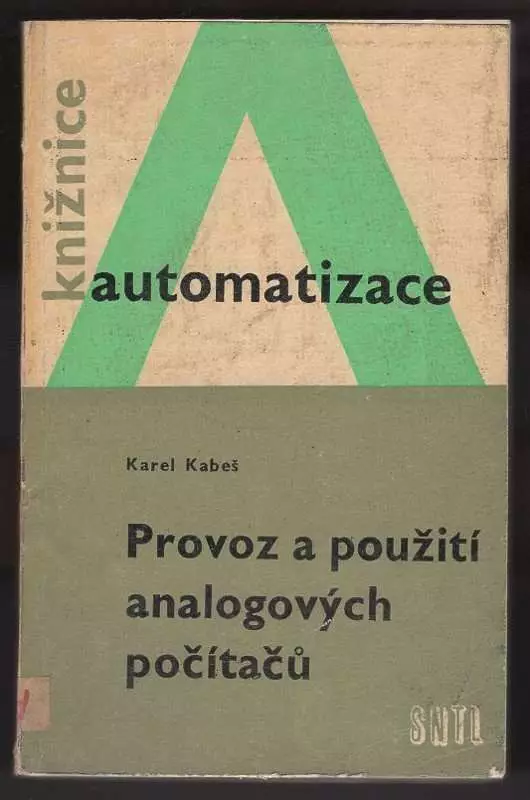 knižnice
automatizace
Karel Kabeš
Provoz a použití
analogových
počítačů
SNTL